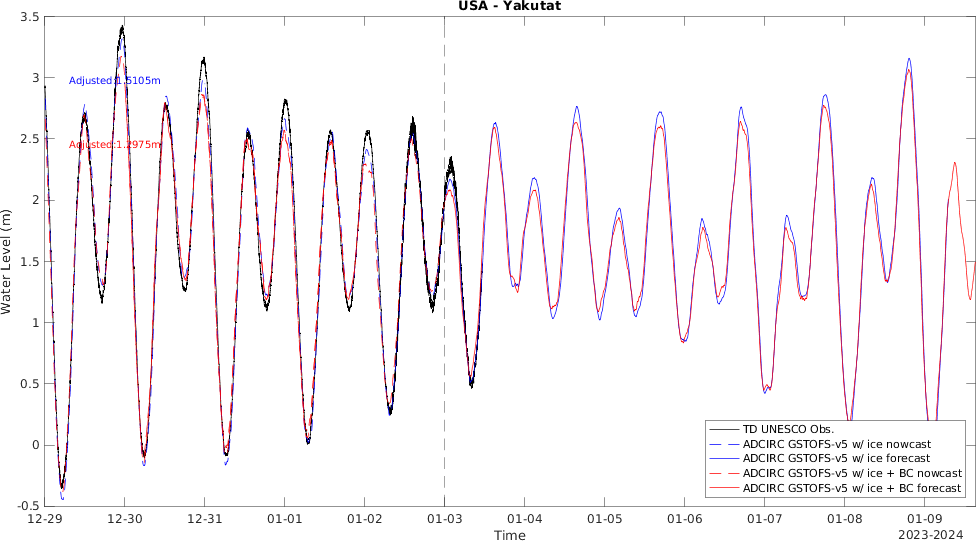 USA - Yakutat
3.5
3
2.5
2
1.5
1
0.5
0
-0.5
Water Level (m)
Adjusted:1.5105m
Adjusted:1.2975m
TD UNESCO Obs.
ADCIRC GSTOFS-v5 w/ ice nowcast
ADCIRC GSTOFS-v5 w/ ice forecast
ADCIRC GSTOFS-v5 w/ ice + BC nowcast
ADCIRC GSTOFS-v5 w/ ice + BC forecast
12-29 12-30 12-31 01-01 01-02 01-03 01-04 01-05 01-06 01-07 01-08 01-09
Time
2023-2024